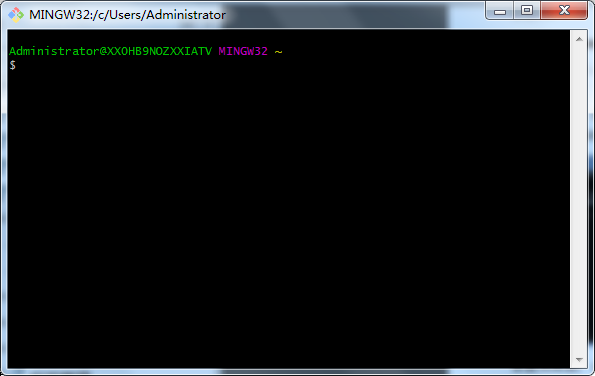 MINGW32:/c/Users/Administrator
Administrator@XXOHB9NOZXXIATV MINGW32 ~
$